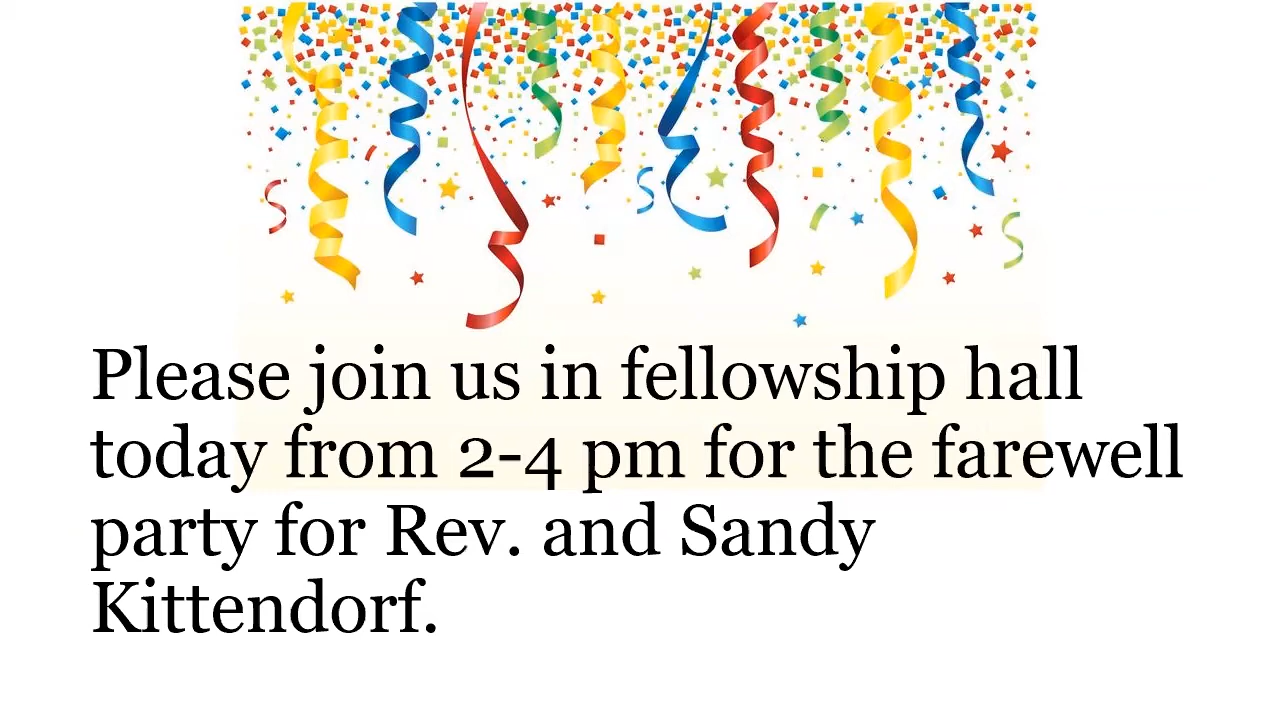 Please join us in fellowship hall
today from 2-4 pm for the farewell
party for Rev. and Sandy
Kittendorf.